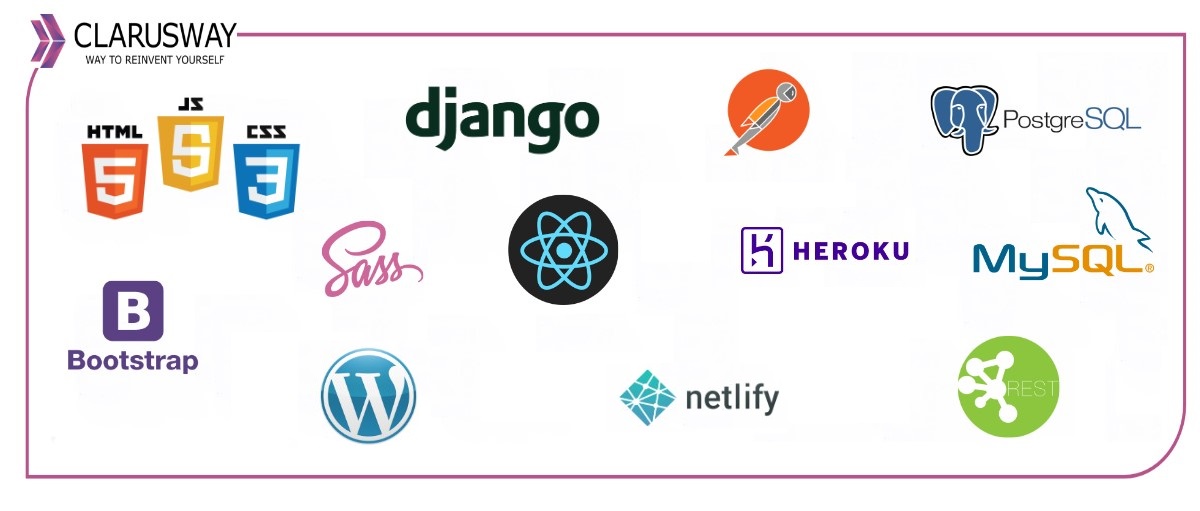 CLARUSWAY
WAY TO REINVENT YOURSELF
JS
HTML
CSS
5
5
3
django
PostgreSQL
Sass
HEROKU
MySQL®
B
Bootstrap
W
netlify
REST